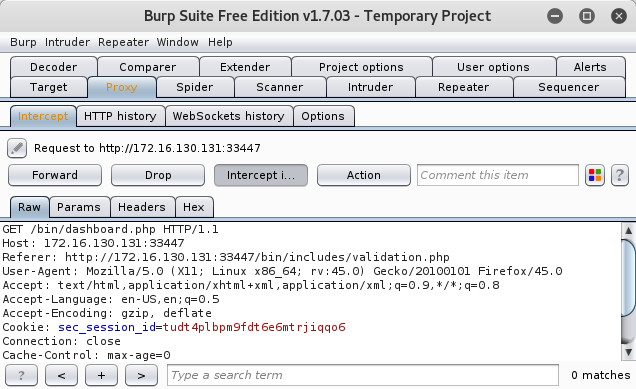 Burp Suite Free Edition v1.7.03 - Temporary Project
Burp Intruder Repeater Window Help
Decoder Comparer Extender Project options User options Alerts
Target Proxy Spider Scanner Intruder Repeater Sequencer
Intercept HTTP history WebSockets history Options
Request to http://172.16.130.131:33447
Forward Drop Intercept i... Action Comment this item ?
Raw Params Headers Hex
GET /bin/dashboard.php HTTP/1.1
Host: 172.16.130.131:33447
Referer: http://172.16.130.131:33447/bin/includes/validation.php
User-Agent: Mozilla/5.0 (X11; Linux x86_64; rv:45.0) Gecko/20100101 Firefox/45.0
Accept: text/html,application/xhtml+xml,application/xml;q=0.9,*/*;q=0.8
Accept-Language: en-US,en;q=0.5
Accept-Encoding: gzip, deflate
Cookie: sec_session_id=tudt4plbpm9fdt6e6mtrjiqqo6
Connection: close
Cache-Control: max-age=0
? < + > Type a search term 0 matches